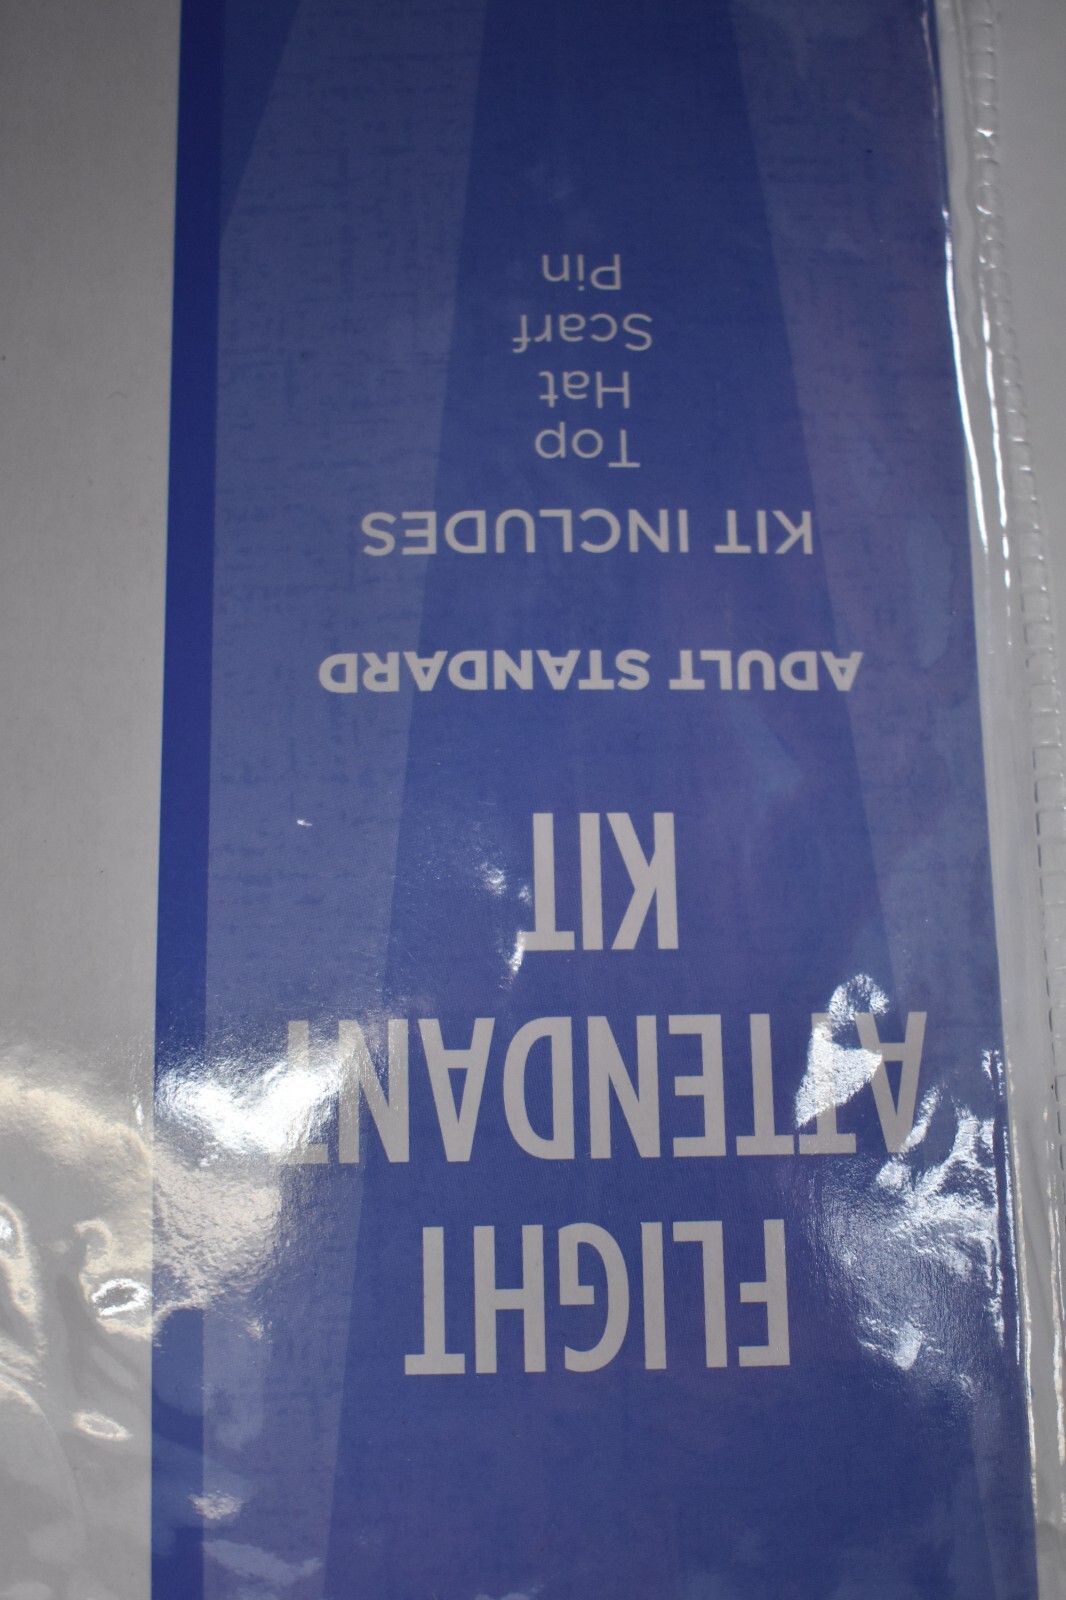 FLIGHT
ATTENDANT
KIT
ADULT STANDARD
KIT INCLUDES
Top
Hat
Scarf
Pin